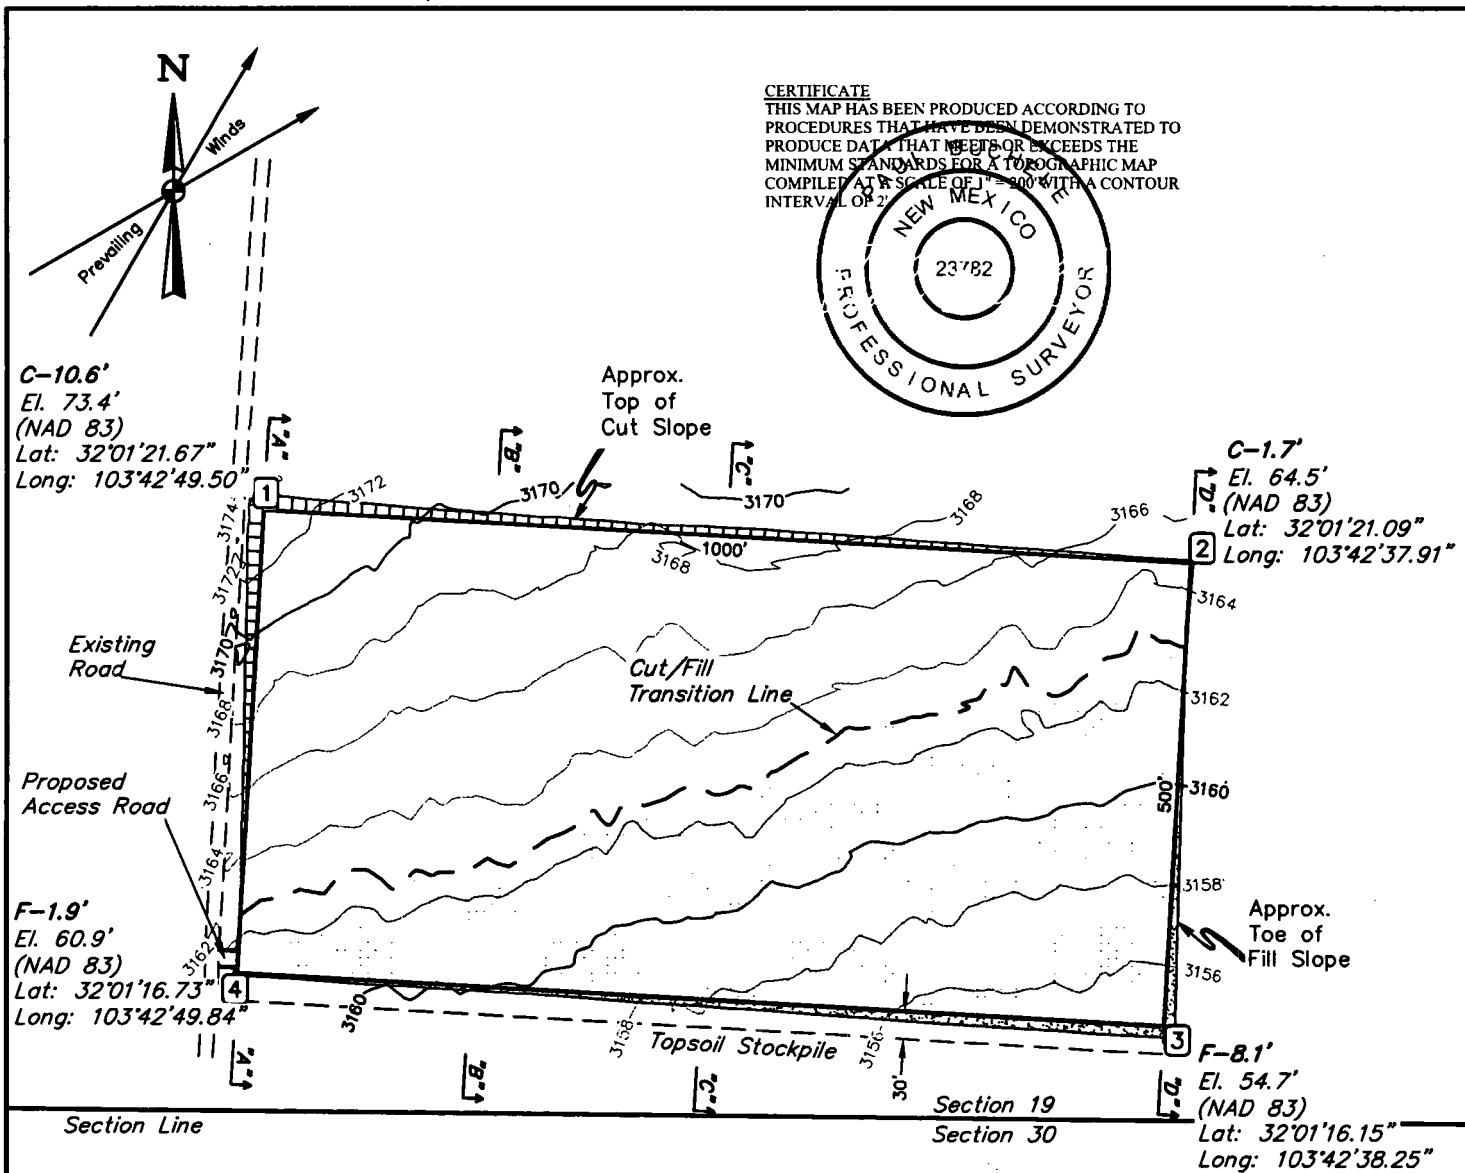 N
Winds
Prevailing
CERTIFICATE
THIS MAP HAS BEEN PRODUCED ACCORDING TO
PROCEDURES THAT HAVE BEEN DEMONSTRATED TO
PRODUCE DATA THAT MEETS OR EXCEEDS THE
MINIMUM STANDARDS FOR A TOPOGRAPHIC MAP
COMPILED AT A SCALE OF 1" = 200' WITH A CONTOUR
INTERVAL OF 2'
PAUL BUCHELE
NEW MEXICO
23782
PROFESSIONAL SURVEYOR
C-10.6'
El. 73.4'
(NAD 83)
Lat: 32°01'21.67"
Long: 103°42'49.50"
Approx.
Top of
Cut Slope
C-1.7'
El. 64.5'
(NAD 83)
Lat: 32°01'21.09"
Long: 103°42'37.91"
"A"
"B"
"C"
"D"
1
2
3172
3170
3170
3168
3166
3174
3172
3170
3168
3166
3164
3162
1000'
3168
3164
3162
3160
3158
3156
500'
Existing
Road
Cut/Fill
Transition Line
Proposed
Access Road
Approx.
Toe of
Fill Slope
F-1.9'
El. 60.9'
(NAD 83)
Lat: 32°01'16.73"
Long: 103°42'49.84"
4
3160
3158
3156
Topsoil Stockpile
30'
3
F-8.1'
El. 54.7'
(NAD 83)
Lat: 32°01'16.15"
Long: 103°42'38.25"
"A"
"B"
"C"
"D"
Section Line
Section 19
Section 30